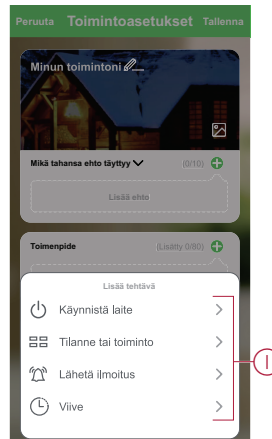 Peruuta Toimintoasetukset Tallenna
Minun toimintoni
Mikä tahansa ehto täyttyy (0/10)
Lisää ehto
Toimenpide (Lisätty 0/80)
Lisää tehtävä
Käynnistä laite
Tilanne tai toiminto
Lähetä ilmoitus
Viive